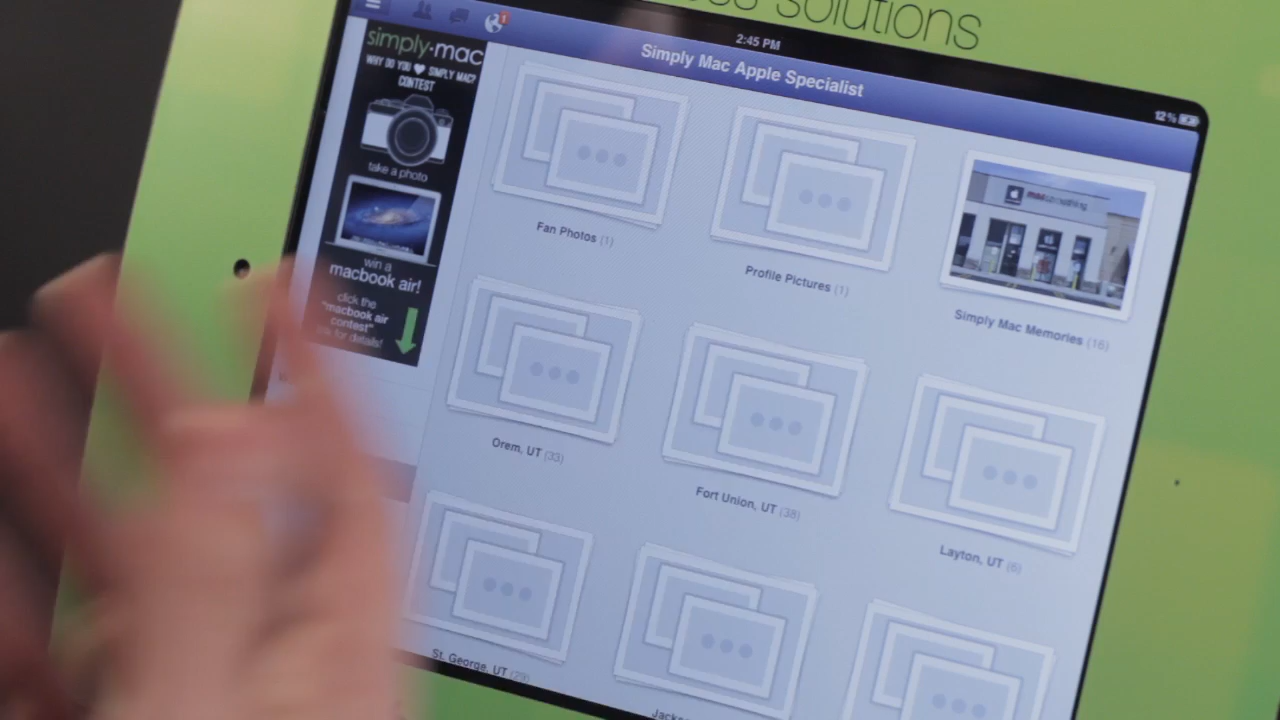 solutions
2:45 PM
12%
1
Simply Mac Apple Specialist
simply·mac
WHY DO YOU ♥ SIMPLY MAC?
CONTEST
take a photo
win a
macbook air!
click the
"macbook air
contest"
for details!
Fan Photos (1)
Profile Pictures (1)
Simply Mac Memories (16)
Orem, UT (33)
Fort Union, UT (38)
Layton, UT (6)
St. George, UT (29)